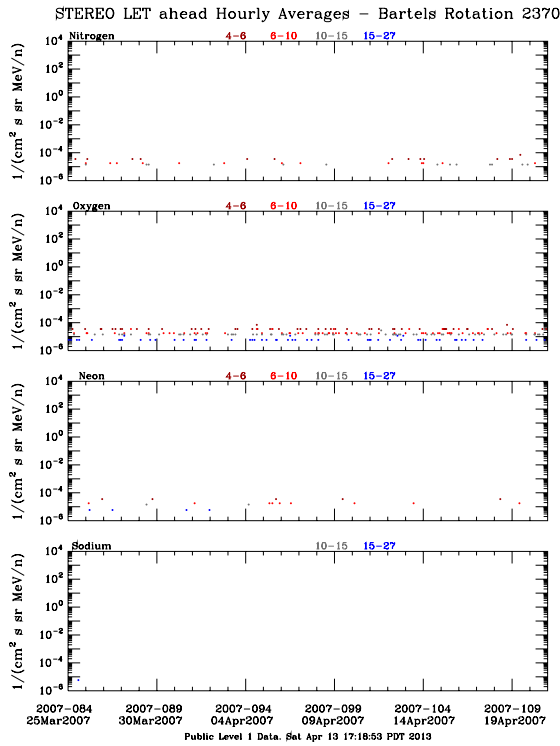 STEREO LET ahead Hourly Averages – Bartels Rotation 2370
Nitrogen 4–6 6–10 10–15 15–27
10^4
10^2
10^0
10^-2
10^-4
10^-6
1/(cm^2 s sr MeV/n)
Oxygen 4–6 6–10 10–15 15–27
10^4
10^2
10^0
10^-2
10^-4
10^-6
1/(cm^2 s sr MeV/n)
Neon 4–6 6–10 10–15 15–27
10^4
10^2
10^0
10^-2
10^-4
10^-6
1/(cm^2 s sr MeV/n)
Sodium 10–15 15–27
10^4
10^2
10^0
10^-2
10^-4
10^-6
1/(cm^2 s sr MeV/n)
2007–084 2007–089 2007–094 2007–099 2007–104 2007–109
25Mar2007 30Mar2007 04Apr2007 09Apr2007 14Apr2007 19Apr2007
Public Level 1 Data. Sat Apr 13 17:18:53 PDT 2013